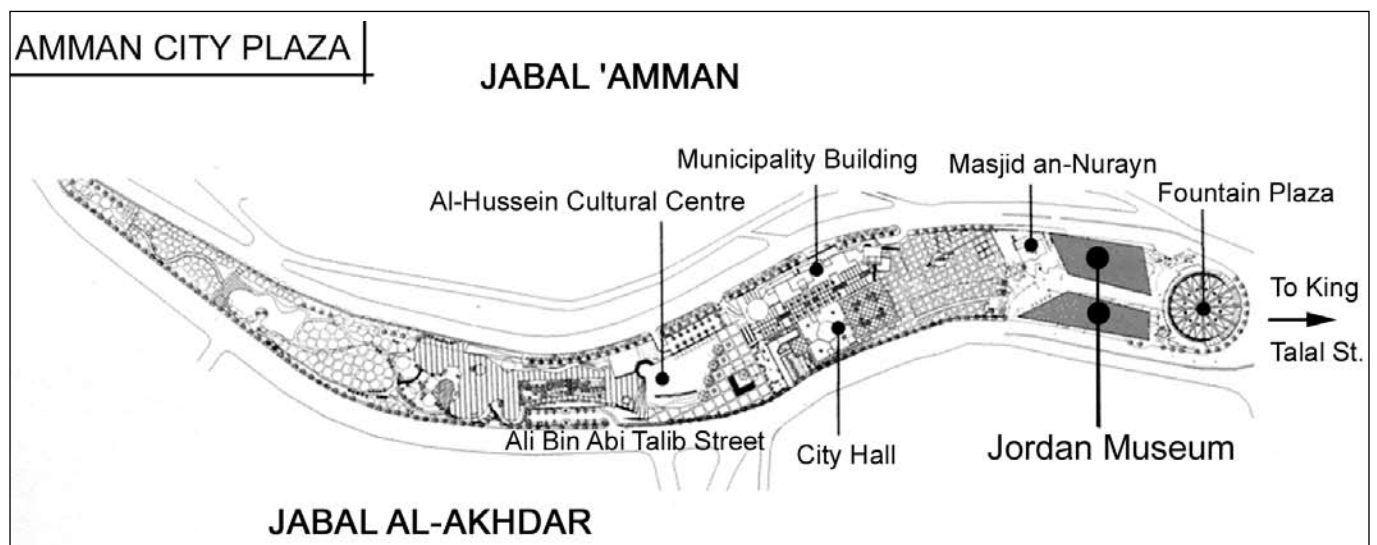 AMMAN CITY PLAZA
JABAL 'AMMAN
Municipality Building
Masjid an-Nurayn
Al-Hussein Cultural Centre
Fountain Plaza
To King
Talal St.
Ali Bin Abi Talib Street
City Hall
Jordan Museum
JABAL AL-AKHDAR